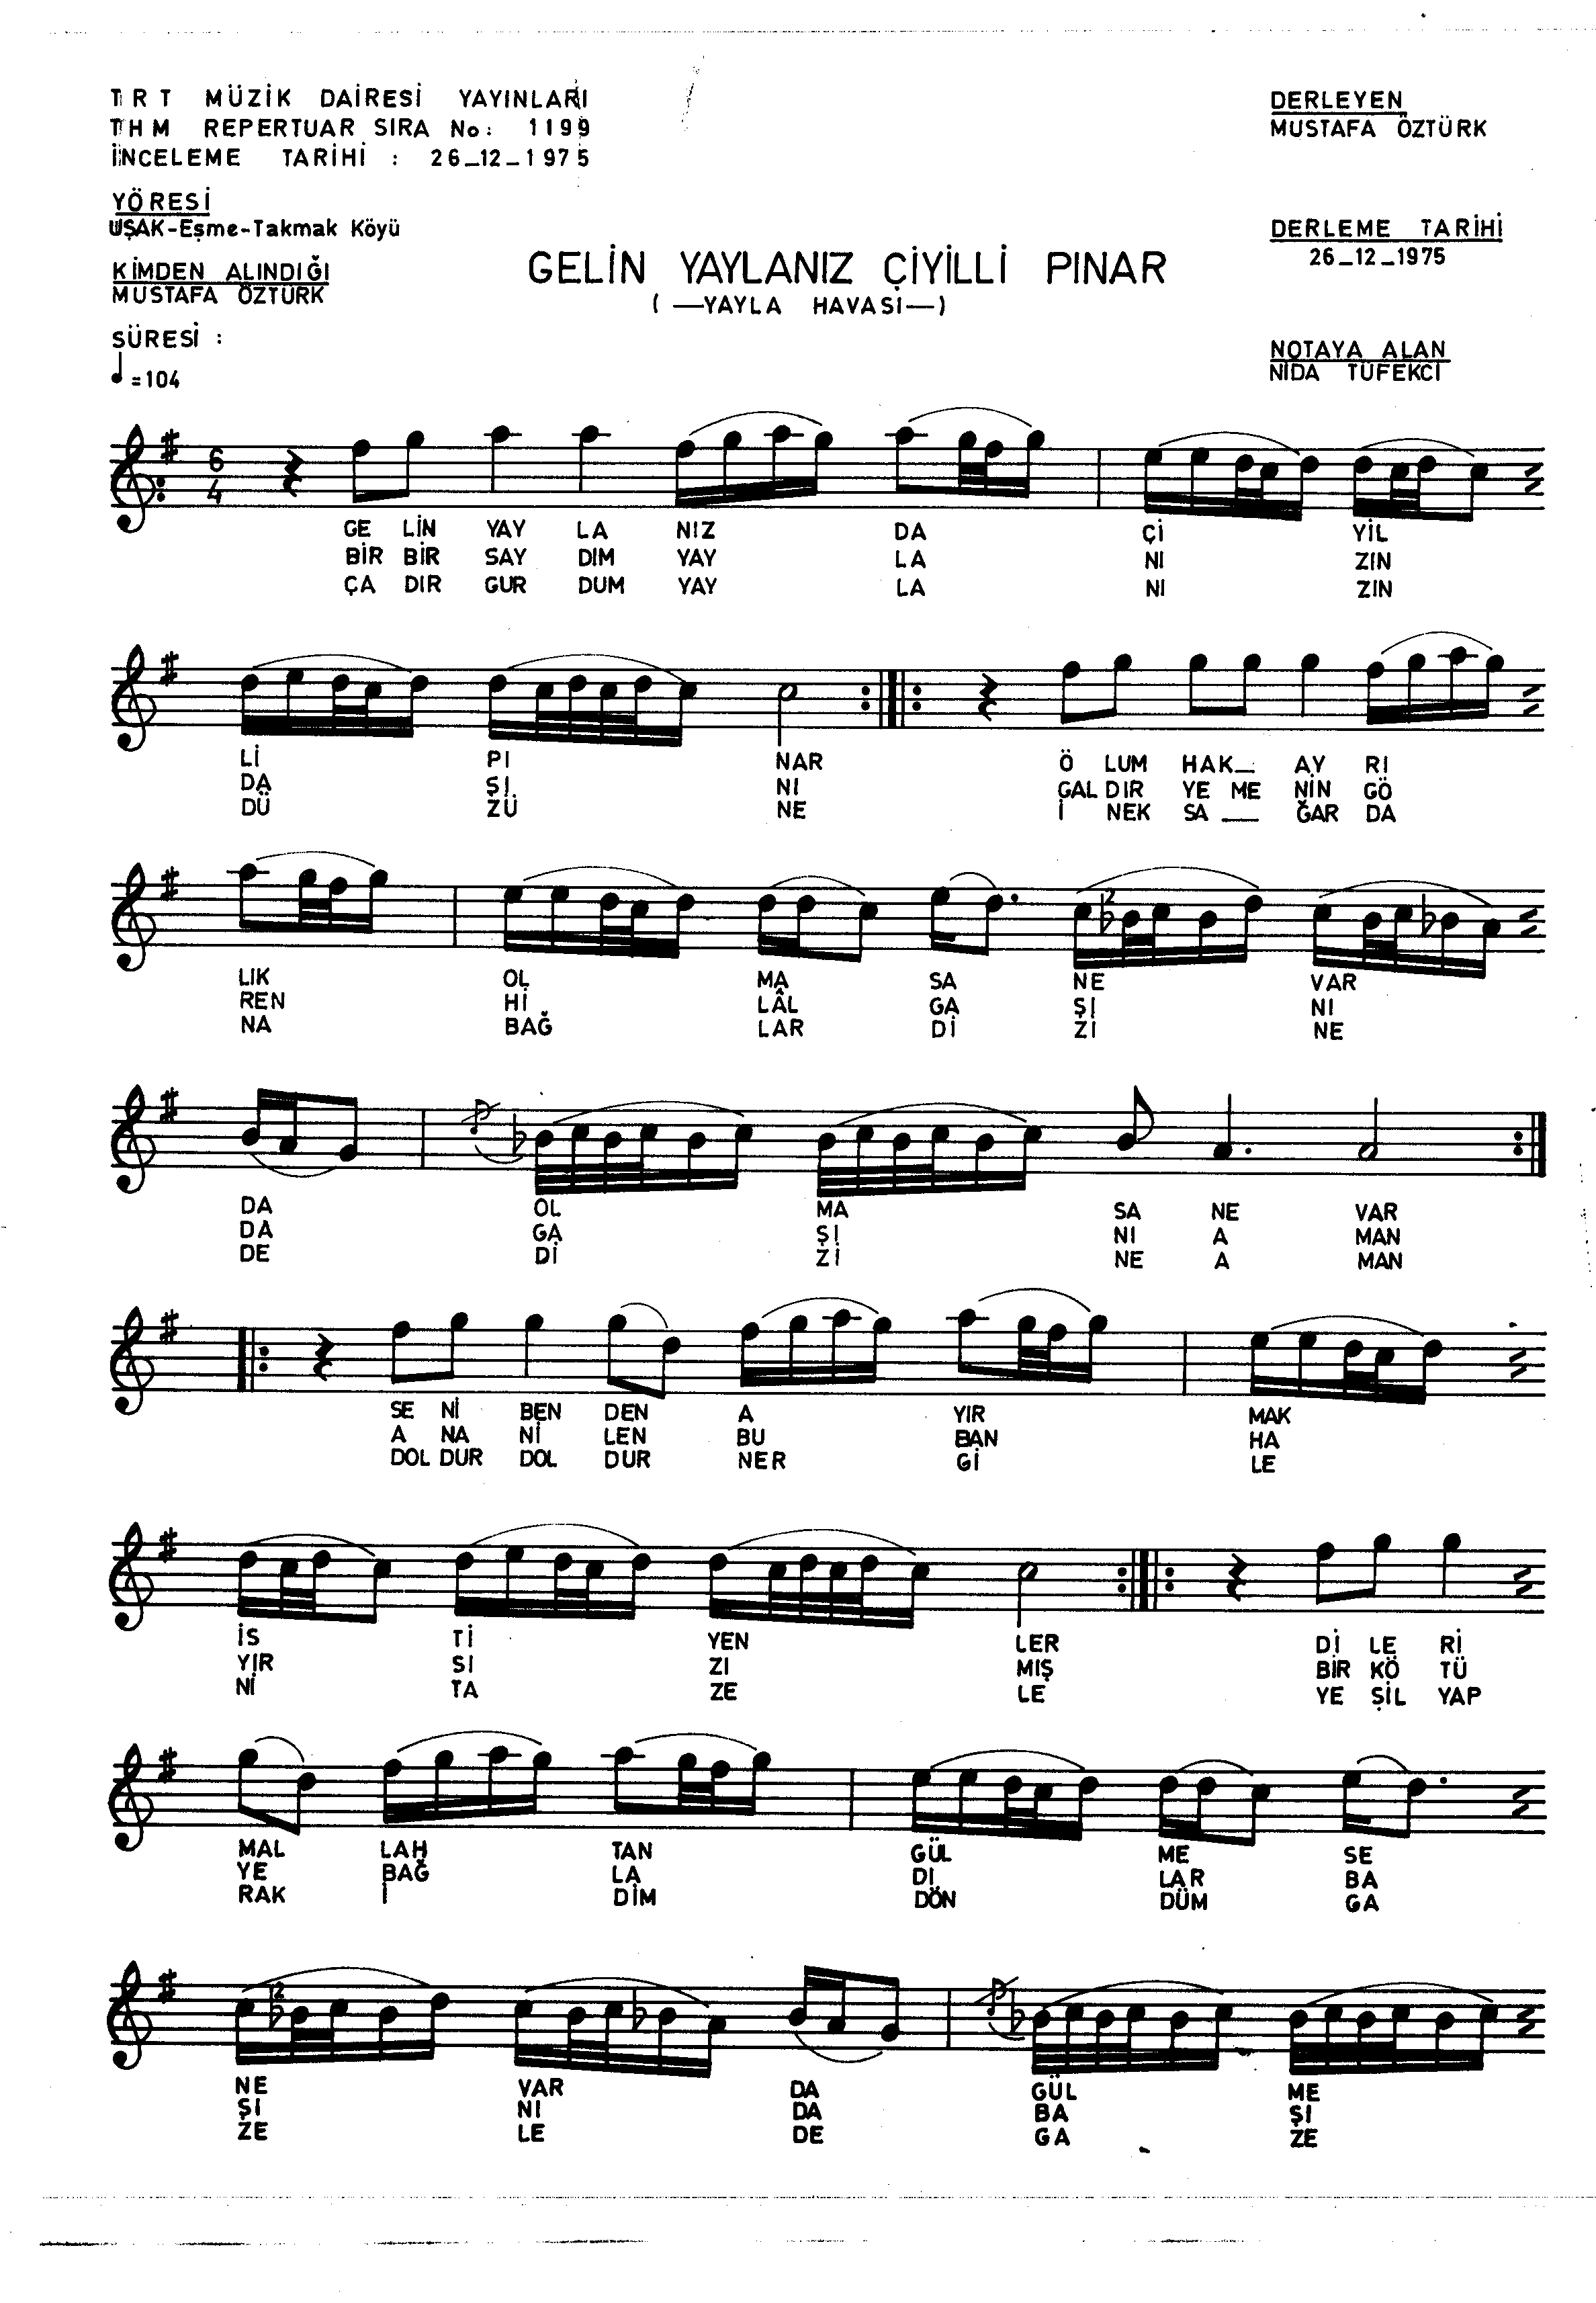 TRT MÜZİK DAİRESİ YAYINLARI
THM REPERTUAR SIRA No: 1199
İNCELEME TARİHİ : 26_12_1975
DERLEYEN
MUSTAFA ÖZTÜRK
YÖRESİ
UŞAK-Eşme-Takmak Köyü
DERLEME TARİHİ
26_12_1975
KİMDEN ALINDIĞI
MUSTAFA ÖZTÜRK
GELİN YAYLANIZ ÇİYİLLİ PINAR
( —YAYLA HAVASI— )
SÜRESİ :
=104
NOTAYA ALAN
NİDA TÜFEKCİ
6
4
GE LİN YAY LA NIZ DA Çİ YİL
BİR BİR SAY DIM YAY LA NI ZIN
ÇA DIR GUR DUM YAY LA NI ZIN
Lİ PI NAR Ö LUM HAK_ AY RI
DA ŞI NI GAL DIR YE ME NİN GÖ
DÜ ZÜ NE İ NEK SA __ ĞAR DA
2
LIK OL MA SA NE VAR
REN Hİ LÂL GA ŞI NI
NA BAĞ LAR Dİ Zİ NE
DA OL MA SA NE VAR
DA GA ŞI NI A MAN
DE Dİ Zİ NE A MAN
SE Nİ BEN DEN A YIR MAK
A NA Nİ LEN BU BAN HA
DOL DUR DOL DUR NER Gİ LE
İS Tİ YEN LER Dİ LE Rİ
YIR SI ZI MIŞ BİR KÖ TÜ
Nİ TA ZE LE YE ŞİL YAP
MAL LAH TAN GÜL ME SE
YE BAĞ LA DI LAR BA
RAK İ DİM DÖN DÜM GA
2
NE VAR DA GÜL ME
ŞI NI DA BA ŞI
ZE LE DE GA ZE